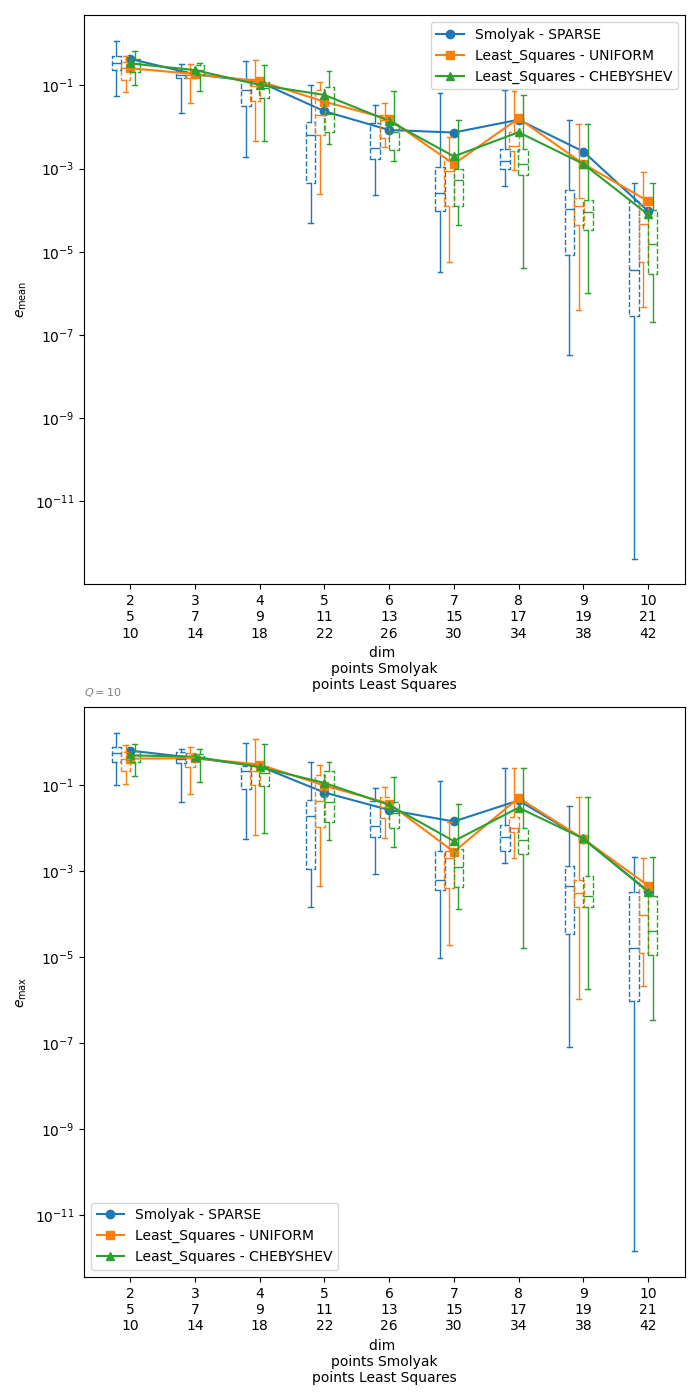 Smolyak - SPARSE
Least_Squares - UNIFORM
Least_Squares - CHEBYSHEV
10⁻¹
10⁻³
10⁻⁵
10⁻⁷
10⁻⁹
10⁻¹¹
e_mean
2 3 4 5 6 7 8 9 10
5 7 9 11 13 15 17 19 21
10 14 18 22 26 30 34 38 42
dim
points Smolyak
points Least Squares
Q = 10
10⁻¹
10⁻³
10⁻⁵
10⁻⁷
10⁻⁹
10⁻¹¹
e_max
Smolyak - SPARSE
Least_Squares - UNIFORM
Least_Squares - CHEBYSHEV
2 3 4 5 6 7 8 9 10
5 7 9 11 13 15 17 19 21
10 14 18 22 26 30 34 38 42
dim
points Smolyak
points Least Squares